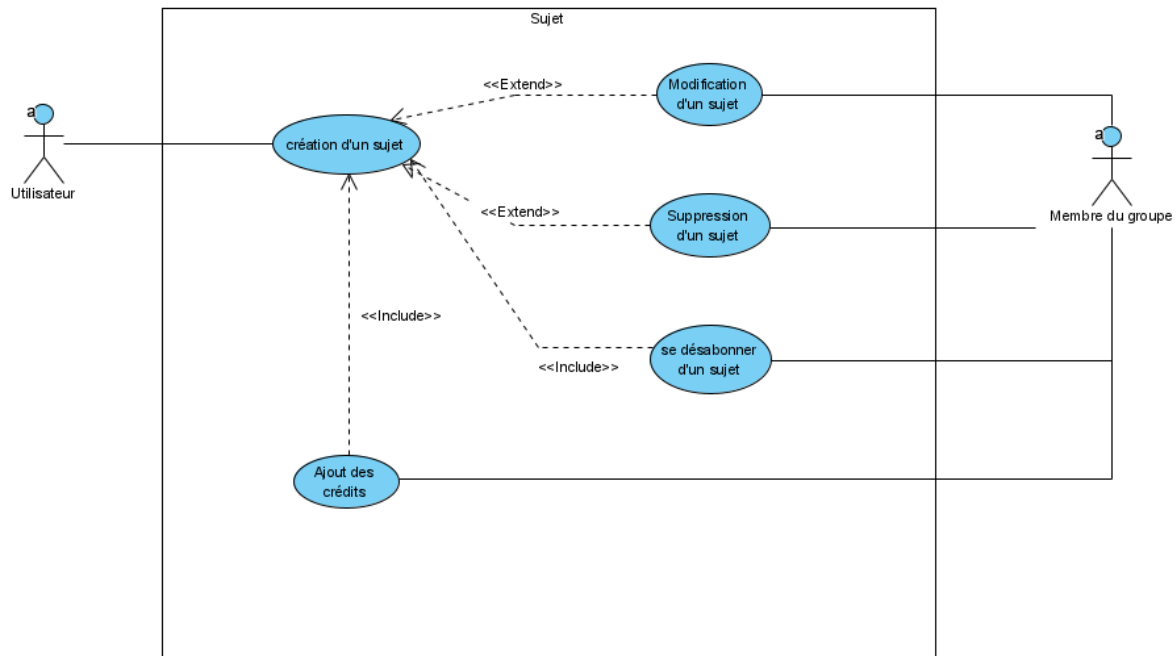 Sujet
<<Extend>>
Modification
d'un sujet
a
Utilisateur
création d'un sujet
a
Membre du groupe
<<Extend>>
Suppression
d'un sujet
<<Include>>
se désabonner
d'un sujet
<<Include>>
Ajout des
crédits